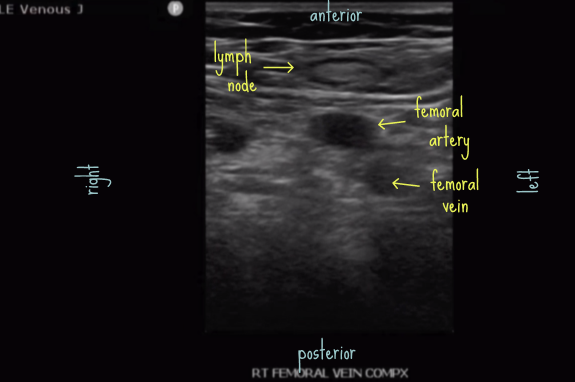 LE Venous J
P
anterior
lymph
node
femoral
artery
right
left
femoral
vein
posterior
RT FEMORAL VEIN COMPX